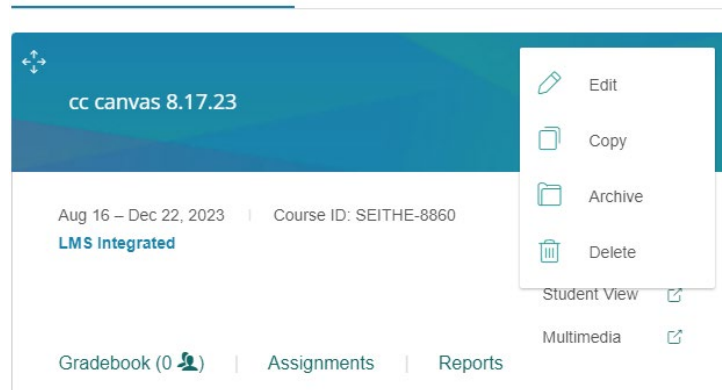 cc canvas 8.17.23
Edit
Copy
Archive
Delete
Aug 16 – Dec 22, 2023 | Course ID: SEITHE-8860
LMS Integrated
Student View
Multimedia
Gradebook (0 ) | Assignments | Reports